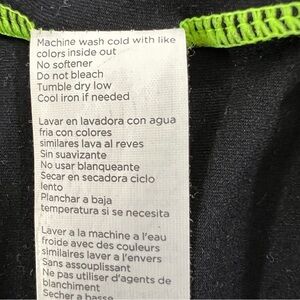 Machine wash cold with like
colors inside out
No softener
Do not bleach
Tumble dry low
Cool iron if needed
Lavar en lavadora con agua
fria con colores
similares lava al reves
Sin suavizante
No usar blanqueante
Secar en secadora ciclo
lento
Planchar a baja
temperatura si se necesita
Laver a la machine a l'eau
froide avec des couleurs
similaires laver a l'envers
Sans assouplissant
Ne pas utiliser d'agents de
blanchiment
Secher a basse